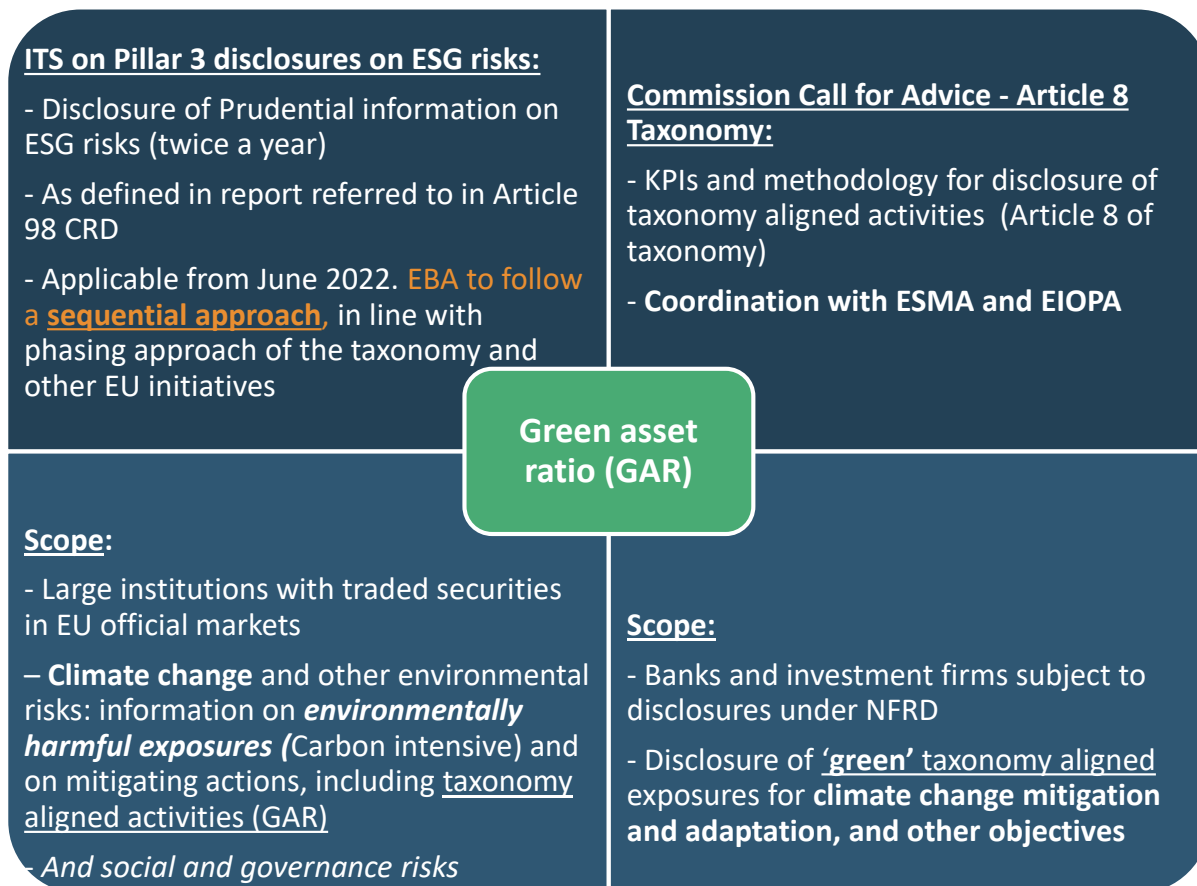 ITS on Pillar 3 disclosures on ESG risks:
- Disclosure of Prudential information on
ESG risks (twice a year)
- As defined in report referred to in Article
98 CRD
- Applicable from June 2022. EBA to follow
a sequential approach, in line with
phasing approach of the taxonomy and
other EU initiatives
Commission Call for Advice - Article 8
Taxonomy:
- KPIs and methodology for disclosure of
taxonomy aligned activities (Article 8 of
taxonomy)
- Coordination with ESMA and EIOPA
Green asset
ratio (GAR)
Scope:
- Large institutions with traded securities
in EU official markets
– Climate change and other environmental
risks: information on environmentally
harmful exposures (Carbon intensive) and
on mitigating actions, including taxonomy
aligned activities (GAR)
- And social and governance risks
Scope:
- Banks and investment firms subject to
disclosures under NFRD
- Disclosure of ‘green’ taxonomy aligned
exposures for climate change mitigation
and adaptation, and other objectives